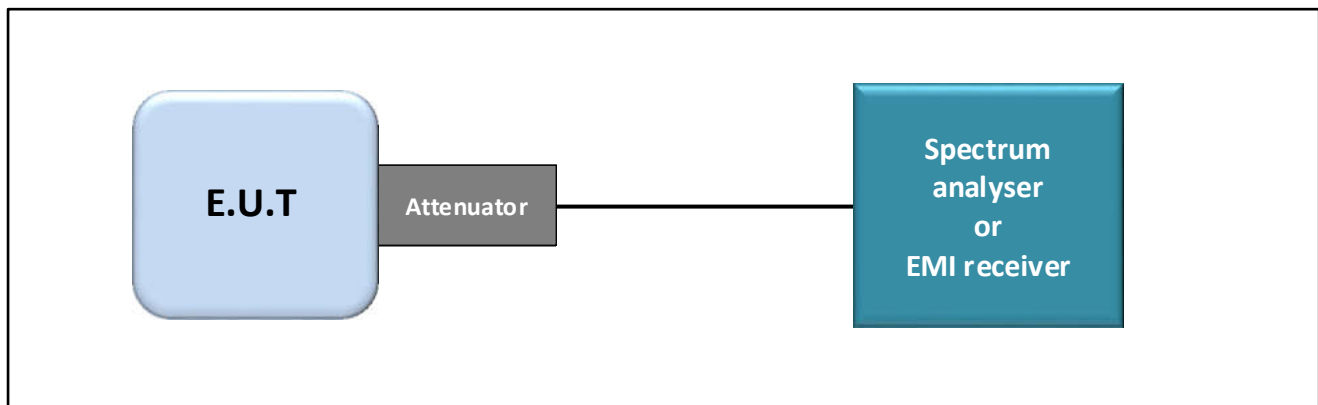 E.U.T
Attenuator
Spectrum
analyser
or
EMI receiver